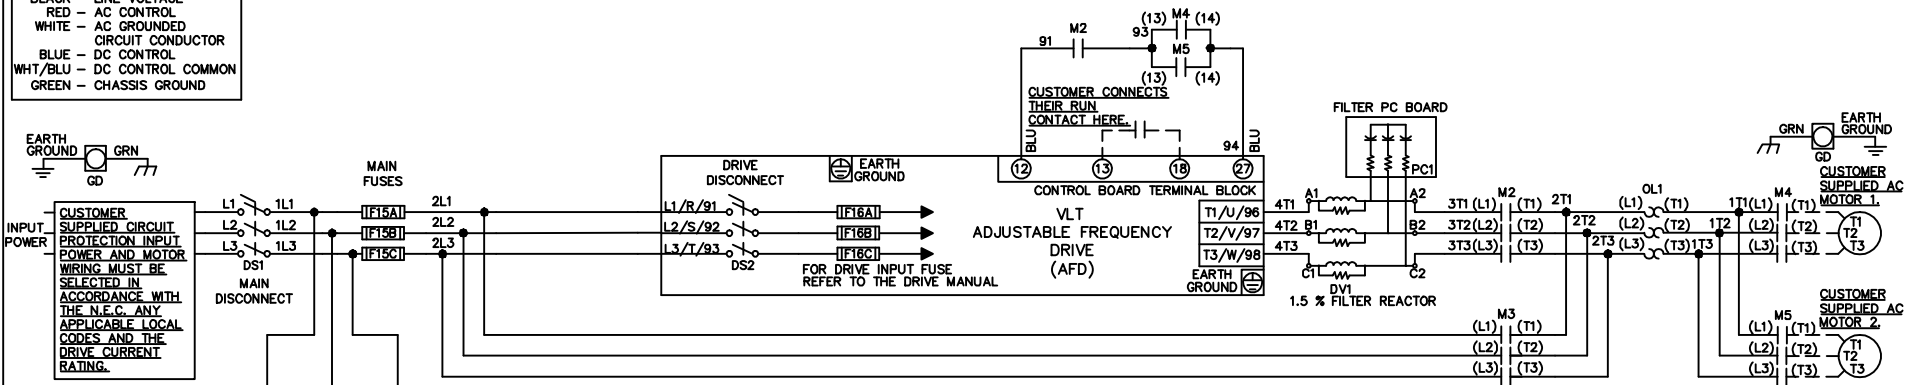 BLACK – LINE VOLTAGE
RED – AC CONTROL
WHITE – AC GROUNDED
CIRCUIT CONDUCTOR
BLUE – DC CONTROL
WHT/BLU – DC CONTROL COMMON
GREEN – CHASSIS GROUND
EARTH
GROUND
GRN
GD
INPUT
POWER
CUSTOMER
SUPPLIED CIRCUIT
PROTECTION INPUT
POWER AND MOTOR
WIRING MUST BE
SELECTED IN
ACCORDANCE WITH
THE N.E.C. ANY
APPLICABLE LOCAL
CODES AND THE
DRIVE CURRENT
RATING.
L1 1L1
L2 1L2
L3 1L3
DS1
MAIN
DISCONNECT
MAIN
FUSES
F15A
F15B
F15C
2L1
2L2
2L3
L1/R/91
L2/S/92
L3/T/93
DRIVE
DISCONNECT
DS2
EARTH
GROUND
F16A
F16B
F16C
FOR DRIVE INPUT FUSE
REFER TO THE DRIVE MANUAL
VLT
ADJUSTABLE FREQUENCY
DRIVE
(AFD)
91 M2 93
(13) M4 (14)
M5
(13) (14)
CUSTOMER CONNECTS
THEIR RUN
CONTACT HERE.
BLU
94 BLU
12 13 18 27
CONTROL BOARD TERMINAL BLOCK
T1/U/96
T2/V/97
T3/W/98
EARTH
GROUND
4T1 A1 A2
4T2 B1 B2
4T3
C1 C2
DV1
1.5 % FILTER REACTOR
FILTER PC BOARD
PC1
M2
3T1 (L1) (T1) 2T1
3T2 (L2) (T2) 2T2
3T3 (L3) (T3) 2T3
M3
(L1) (T1)
(L2) (T2)
(L3) (T3)
OL1
(L1) (T1) 1T1
(L2) (T2) 1T2
(L3) (T3) 1T3
GRN
GD
EARTH
GROUND
CUSTOMER
SUPPLIED AC
MOTOR 1.
M4
(L1) (T1)
(L2) (T2)
(L3) (T3)
T1
T2
T3
CUSTOMER
SUPPLIED AC
MOTOR 2.
M5
(L1) (T1)
(L2) (T2)
(L3) (T3)
T1
T2
T3